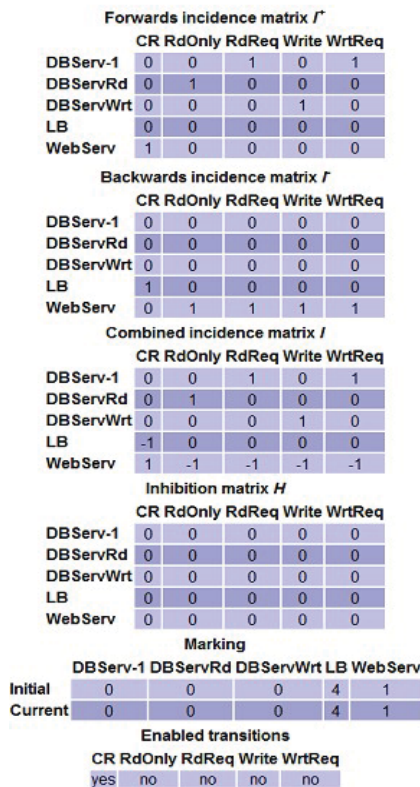 Forwards incidence matrix I⁺
CR RdOnly RdReq Write WrtReq
DBServ-1 0 0 1 0 1
DBServRd 0 1 0 0 0
DBServWrt 0 0 0 1 0
LB 0 0 0 0 0
WebServ 1 0 0 0 0
Backwards incidence matrix I⁻
CR RdOnly RdReq Write WrtReq
DBServ-1 0 0 0 0 0
DBServRd 0 0 0 0 0
DBServWrt 0 0 0 0 0
LB 1 0 0 0 0
WebServ 0 1 1 1 1
Combined incidence matrix I
CR RdOnly RdReq Write WrtReq
DBServ-1 0 0 1 0 1
DBServRd 0 1 0 0 0
DBServWrt 0 0 0 1 0
LB -1 0 0 0 0
WebServ 1 -1 -1 -1 -1
Inhibition matrix H
CR RdOnly RdReq Write WrtReq
DBServ-1 0 0 0 0 0
DBServRd 0 0 0 0 0
DBServWrt 0 0 0 0 0
LB 0 0 0 0 0
WebServ 0 0 0 0 0
Marking
DBServ-1 DBServRd DBServWrt LB WebServ
Initial 0 0 0 4 1
Current 0 0 0 4 1
Enabled transitions
CR RdOnly RdReq Write WrtReq
yes no no no no